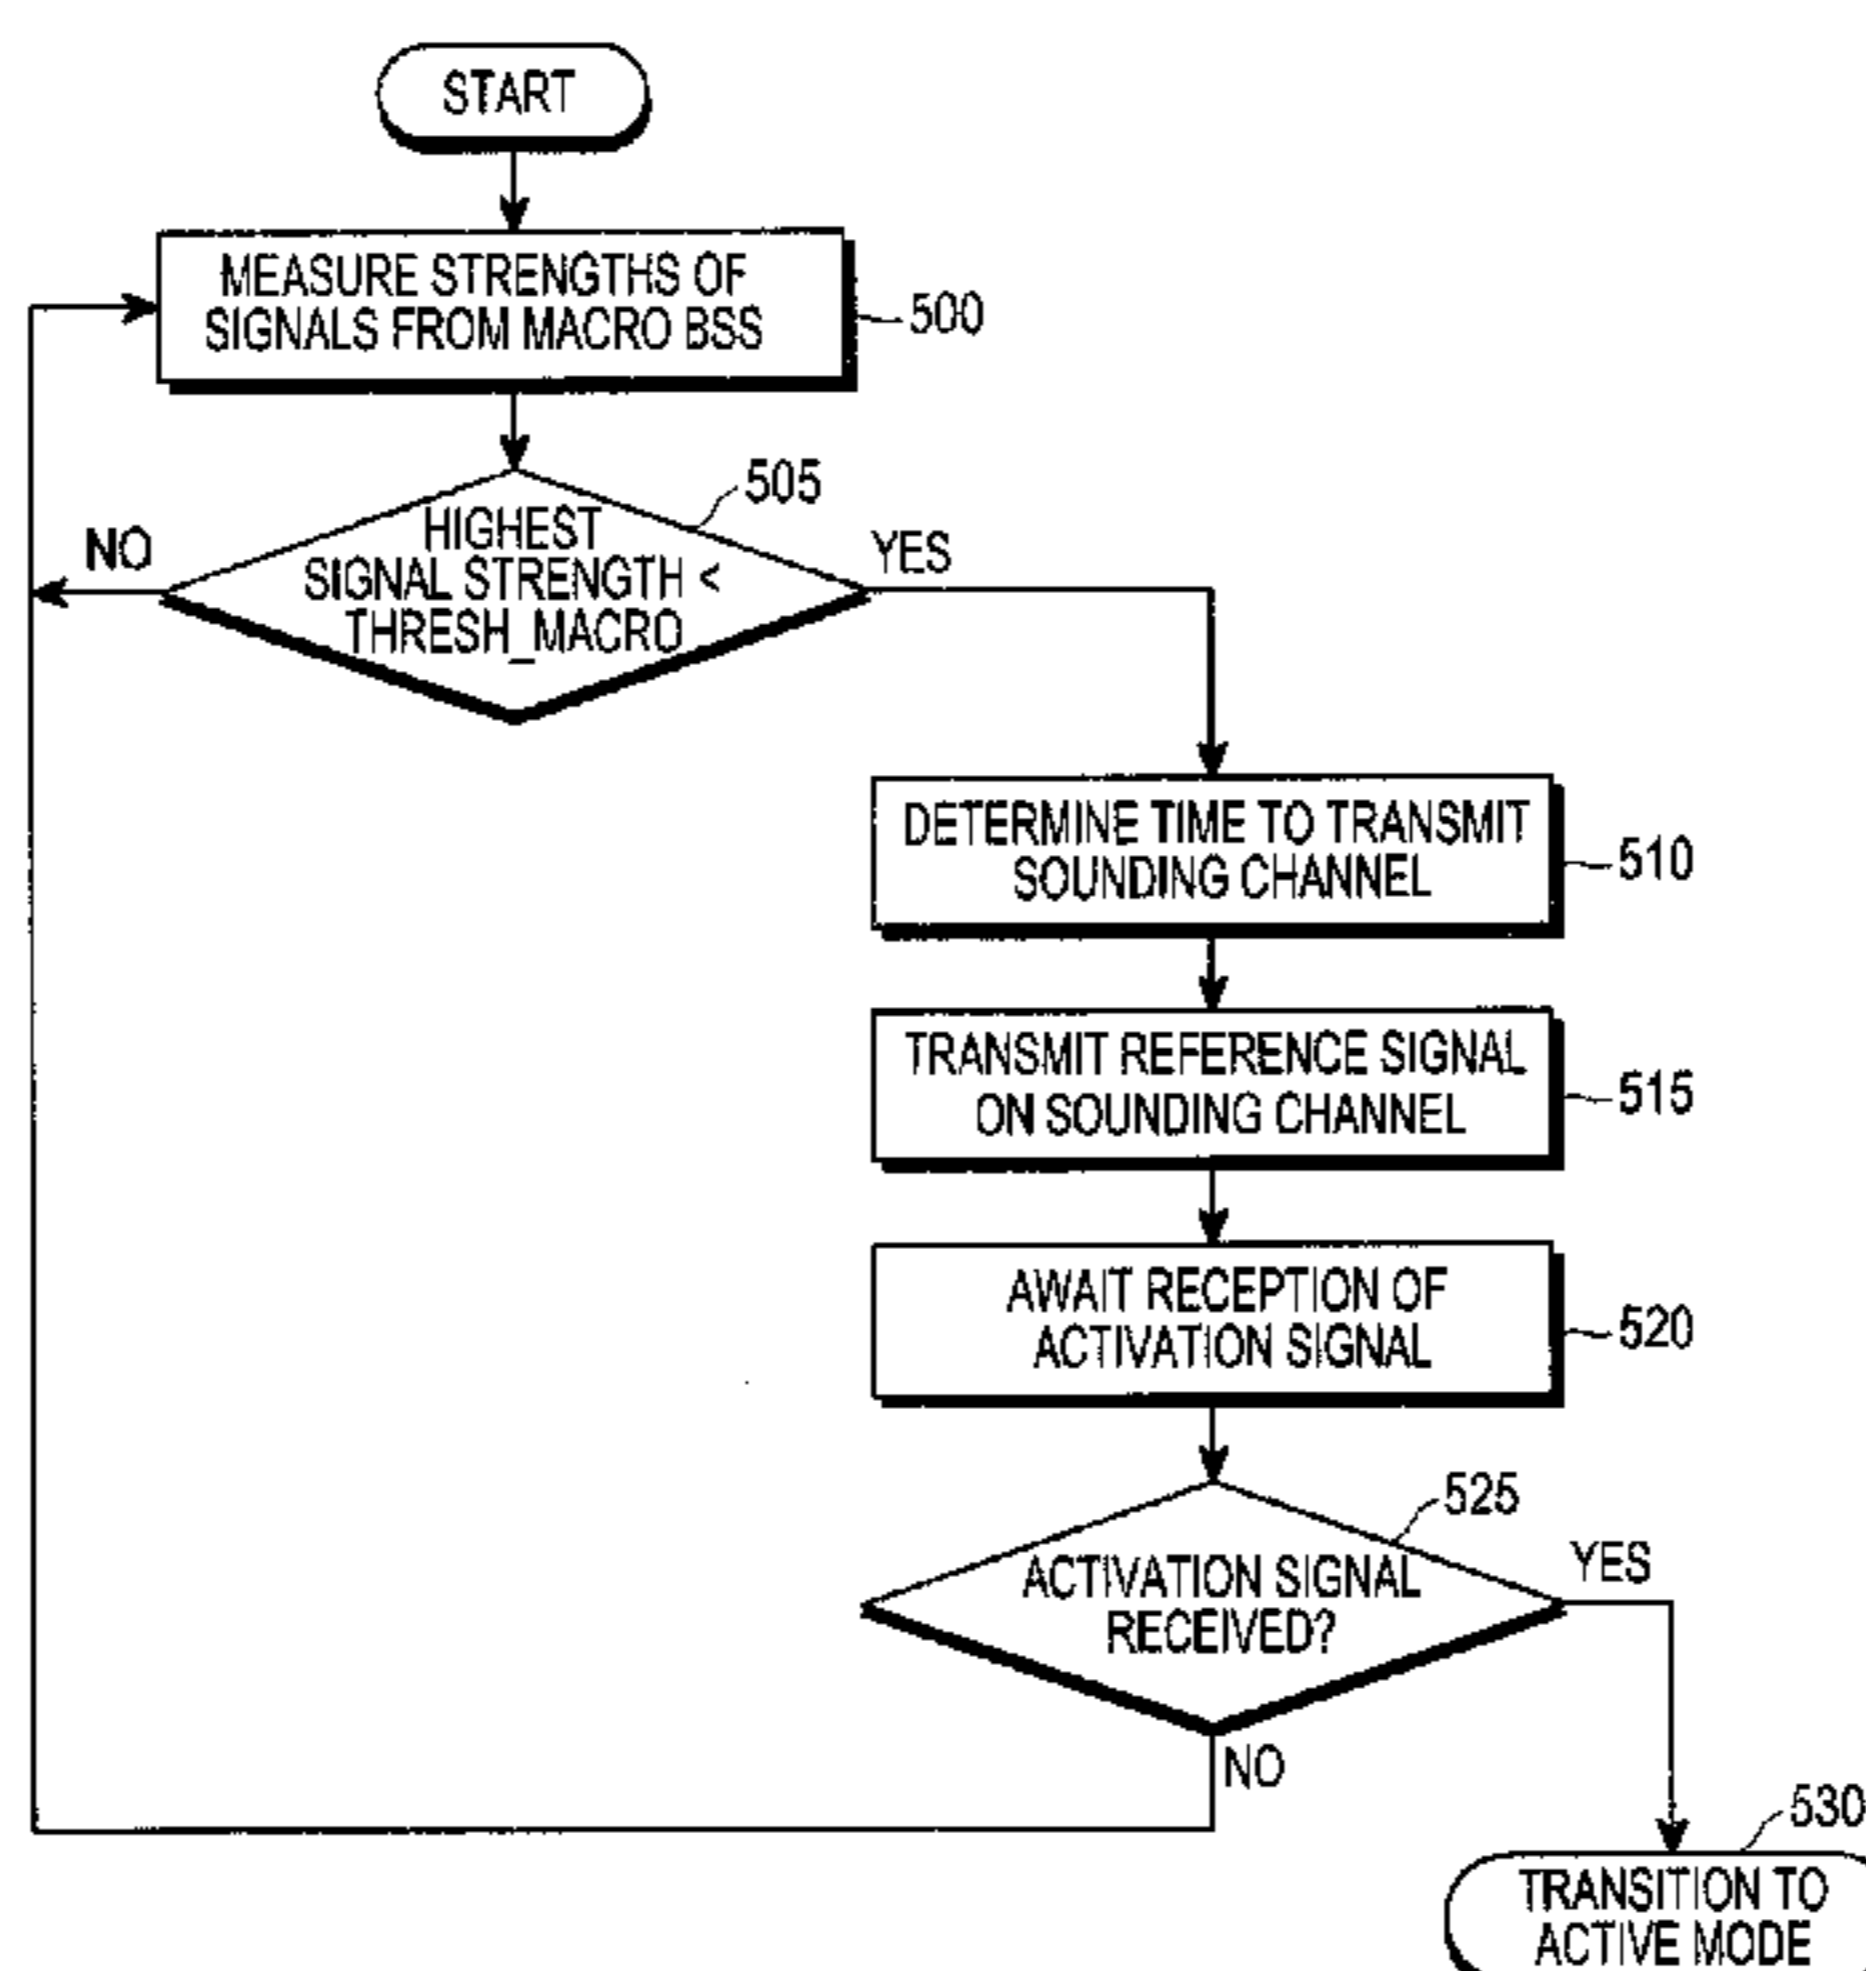 START
MEASURE STRENGTHS OF
SIGNALS FROM MACRO BSS
500
505
HIGHEST
SIGNAL STRENGTH <
THRESH_MACRO
NO
YES
DETERMINE TIME TO TRANSMIT
SOUNDING CHANNEL
510
TRANSMIT REFERENCE SIGNAL
ON SOUNDING CHANNEL
515
AWAIT RECEPTION OF
ACTIVATION SIGNAL
520
525
ACTIVATION SIGNAL
RECEIVED?
YES
NO
530
TRANSITION TO
ACTIVE MODE